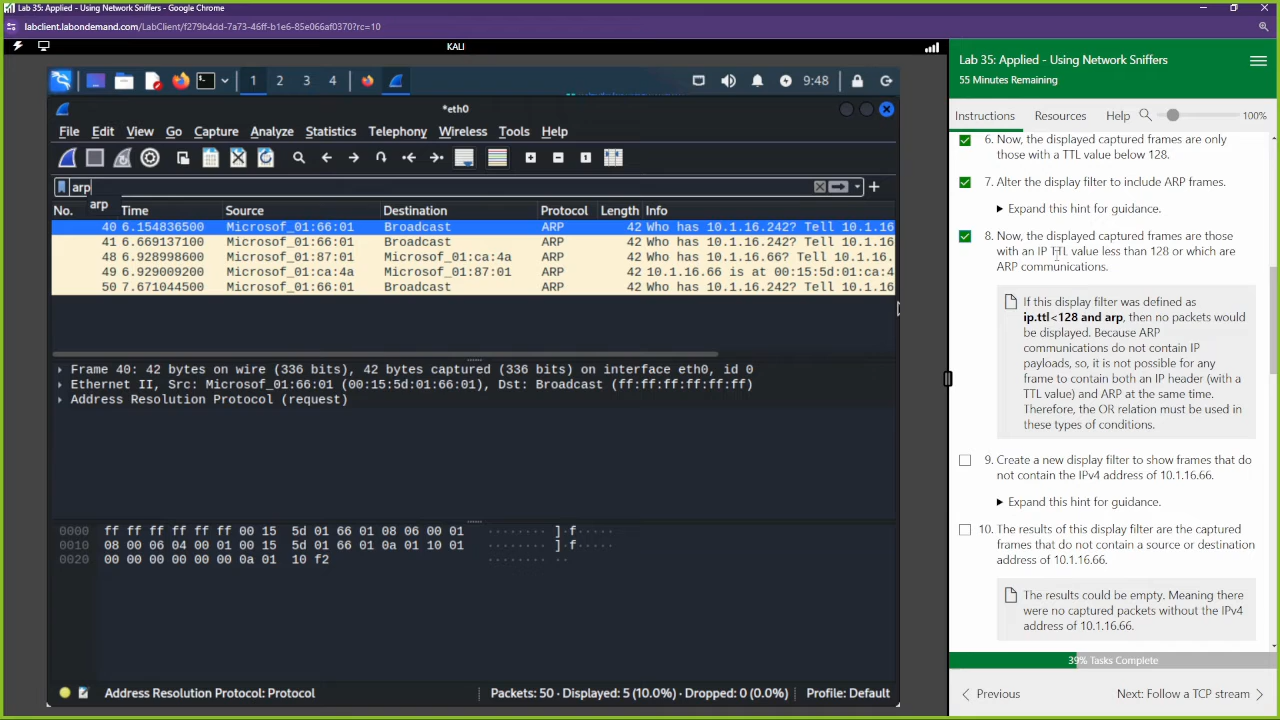 Lab 35: Applied - Using Network Sniffers - Google Chrome
labclient.labondemand.com/LabClient/f279b4dd-7a73-46ff-b1e6-85e066af0370?rc=10
KALI
1 2 3 4 9:48
*eth0
File Edit View Go Capture Analyze Statistics Telephony Wireless Tools Help
arp
arp
No. Time Source Destination Protocol Length Info
40 6.154836500 Microsof_01:66:01 Broadcast ARP 42 Who has 10.1.16.242? Tell 10.1.16
41 6.669137100 Microsof_01:66:01 Broadcast ARP 42 Who has 10.1.16.242? Tell 10.1.16
48 6.928998600 Microsof_01:87:01 Microsof_01:ca:4a ARP 42 Who has 10.1.16.66? Tell 10.1.16.
49 6.929009200 Microsof_01:ca:4a Microsof_01:87:01 ARP 42 10.1.16.66 is at 00:15:5d:01:ca:4
50 7.671044500 Microsof_01:66:01 Broadcast ARP 42 Who has 10.1.16.242? Tell 10.1.16
Frame 40: 42 bytes on wire (336 bits), 42 bytes captured (336 bits) on interface eth0, id 0
Ethernet II, Src: Microsof_01:66:01 (00:15:5d:01:66:01), Dst: Broadcast (ff:ff:ff:ff:ff:ff)
Address Resolution Protocol (request)
0000 ff ff ff ff ff ff 00 15 5d 01 66 01 08 06 00 01 ········ ]·f·····
0010 08 00 06 04 00 01 00 15 5d 01 66 01 0a 01 10 01 ········ ]·f·····
0020 00 00 00 00 00 00 0a 01 10 f2 ········ ··
Address Resolution Protocol: Protocol Packets: 50 · Displayed: 5 (10.0%) · Dropped: 0 (0.0%) Profile: Default
Lab 35: Applied - Using Network Sniffers
55 Minutes Remaining
Instructions Resources Help 100%
6. Now, the displayed captured frames are only
those with a TTL value below 128.
7. Alter the display filter to include ARP frames.
Expand this hint for guidance.
8. Now, the displayed captured frames are those
with an IP TTL value less than 128 or which are
ARP communications.
If this display filter was defined as
ip.ttl<128 and arp, then no packets would
be displayed. Because ARP
communications do not contain IP
payloads, so, it is not possible for any
frame to contain both an IP header (with a
TTL value) and ARP at the same time.
Therefore, the OR relation must be used in
these types of conditions.
9. Create a new display filter to show frames that do
not contain the IPv4 address of 10.1.16.66.
Expand this hint for guidance.
10. The results of this display filter are the captured
frames that do not contain a source or destination
address of 10.1.16.66.
The results could be empty. Meaning there
were no captured packets without the IPv4
address of 10.1.16.66.
39% Tasks Complete
Previous Next: Follow a TCP stream